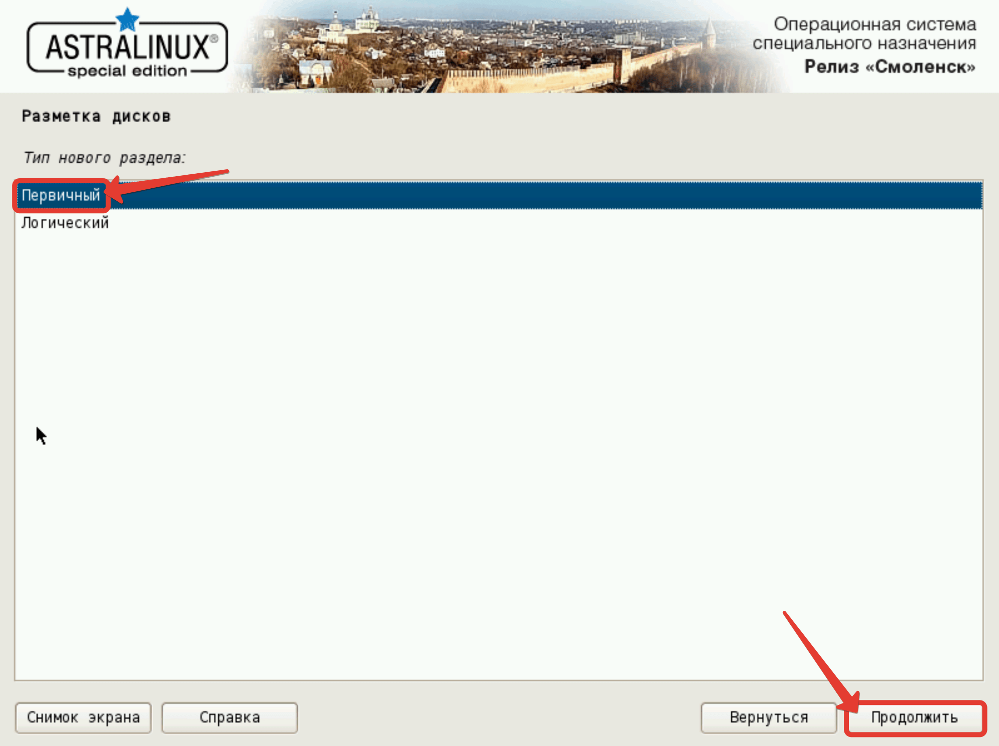 ASTRALINUX®
special edition
Операционная система
специального назначения
Релиз «Смоленск»
Разметка дисков
Тип нового раздела:
Первичный
Логический
Снимок экрана
Справка
Вернуться
Продолжить